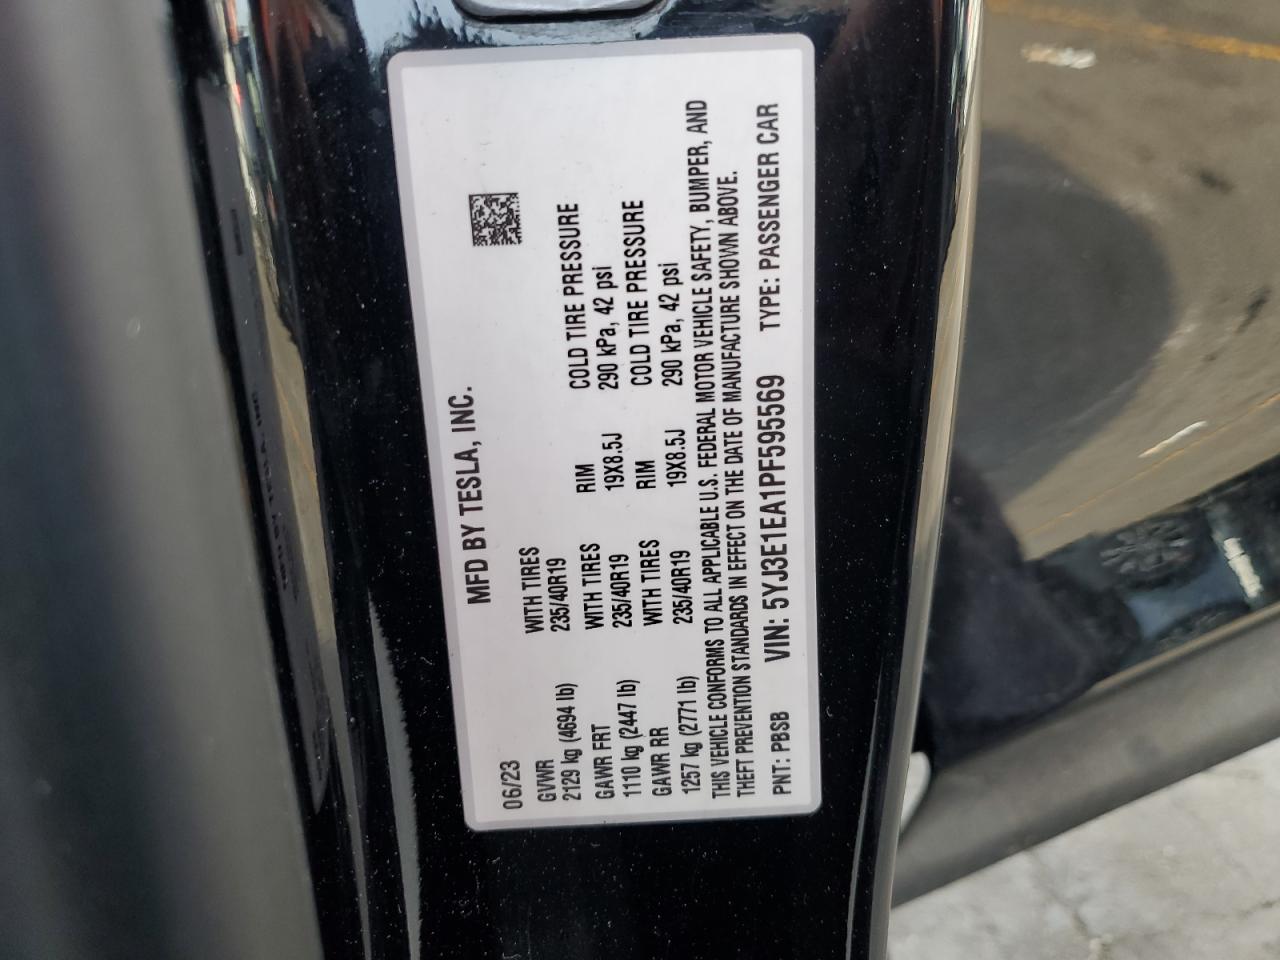 MFD BY TESLA, INC.
06/23
GVWR WITH TIRES
2129 kg (4694 lb) 235/40R19
GAWR FRT WITH TIRES RIM COLD TIRE PRESSURE
1110 kg (2447 lb) 235/40R19 19X8.5J 290 kPa, 42 psi
GAWR RR WITH TIRES RIM COLD TIRE PRESSURE
1257 kg (2771 lb) 235/40R19 19X8.5J 290 kPa, 42 psi
THIS VEHICLE CONFORMS TO ALL APPLICABLE U.S. FEDERAL MOTOR VEHICLE SAFETY, BUMPER, AND
THEFT PREVENTION STANDARDS IN EFFECT ON THE DATE OF MANUFACTURE SHOWN ABOVE.
PNT: PBSB VIN: 5YJ3E1EA1PF595569 TYPE: PASSENGER CAR